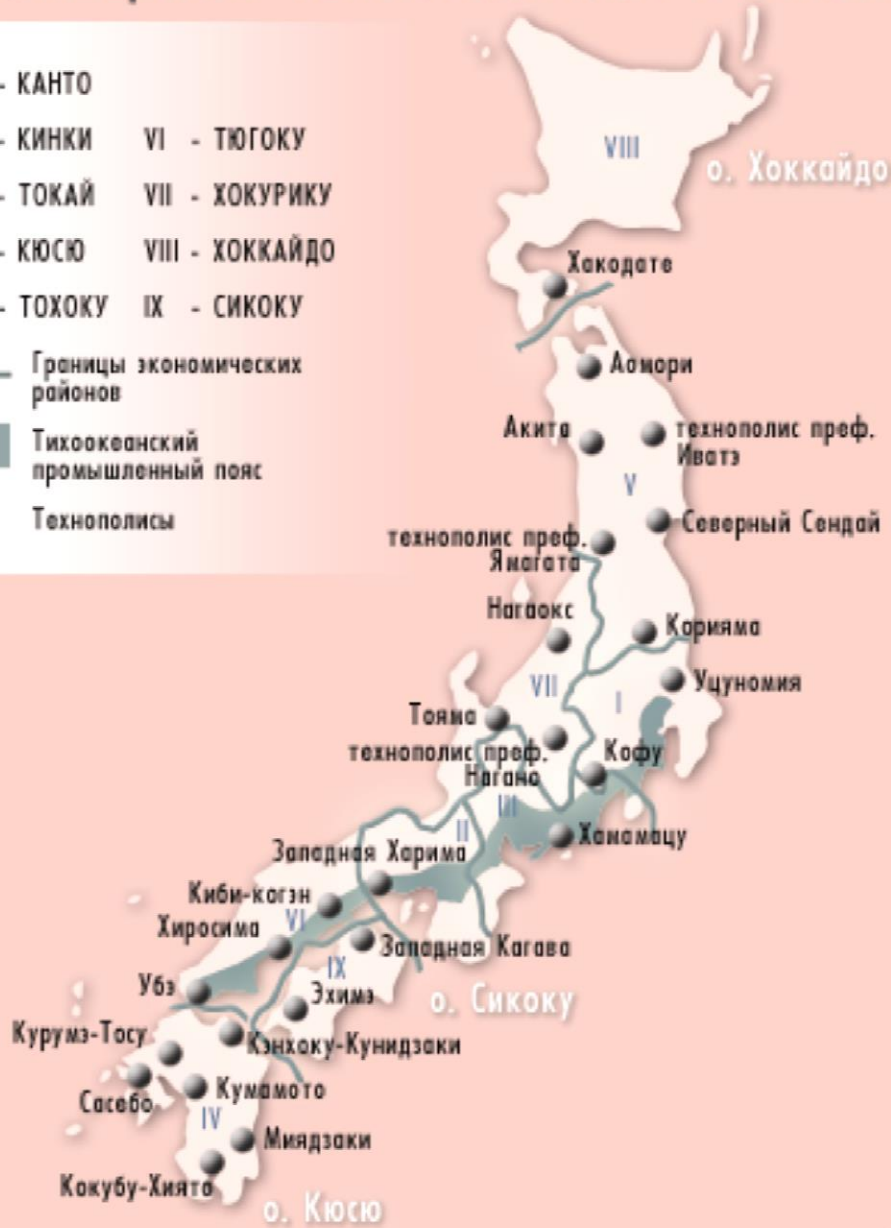 - КАНТО
- КИНКИ VI - ТЮГОКУ
- ТОКАЙ VII - ХОКУРИКУ
- КЮСЮ VIII - ХОККАЙДО
- ТОХОКУ IX - СИКОКУ
Границы экономических
районов
Тихоокеанский
промышленный пояс
Технополисы
VIII
о. Хоккайдо
Хакодате
Аомори
Акита
технополис преф.
Иватэ
V
Северный Сендай
технополис преф.
Ямагата
Нагаокс
Корияма
VII
I
Уцуномия
Тояма
технополис преф.
Нагано
Кофу
III
II
Хамамацу
Западная Харима
Киби-когэн
VI
Хиросима
Западная Кагава
IX
Убэ
Эхимэ
о. Сикоку
Курумэ-Тосу
Кэнхоку-Кунидзаки
Сасебо
Кумамото
IV
Миядзаки
Кокубу-Хаято
о. Кюсю